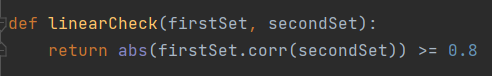 def linearCheck(firstSet, secondSet):
    return abs(firstSet.corr(secondSet)) >= 0.8